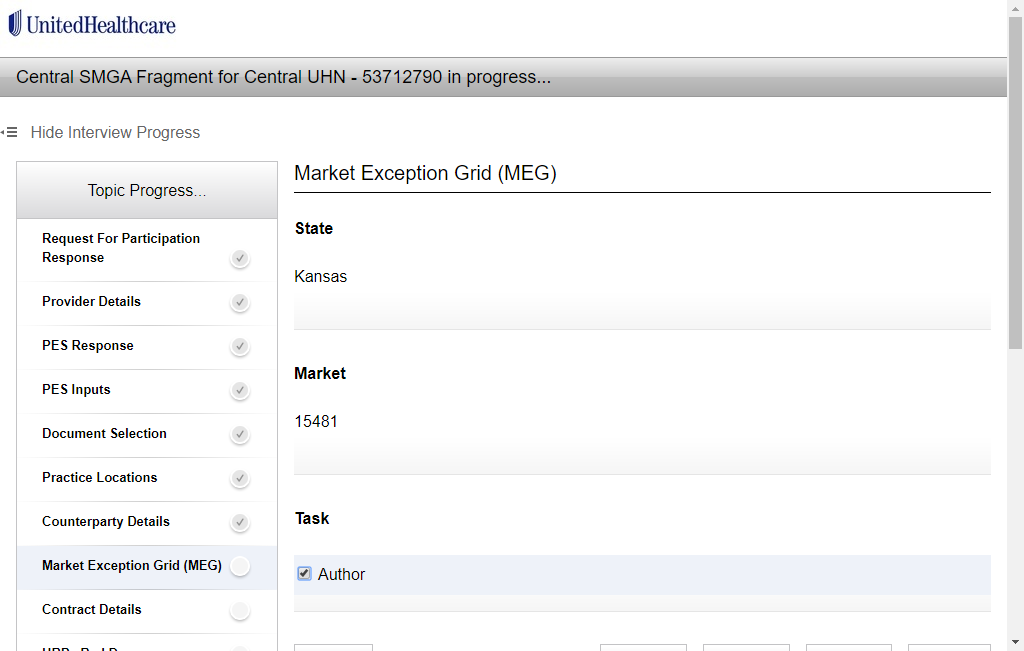 UnitedHealthcare
Central SMGA Fragment for Central UHN - 53712790 in progress...
Hide Interview Progress
Topic Progress...
Request For Participation
Response
Provider Details
PES Response
PES Inputs
Document Selection
Practice Locations
Counterparty Details
Market Exception Grid (MEG)
Contract Details
Market Exception Grid (MEG)
State
Kansas
Market
15481
Task
Author